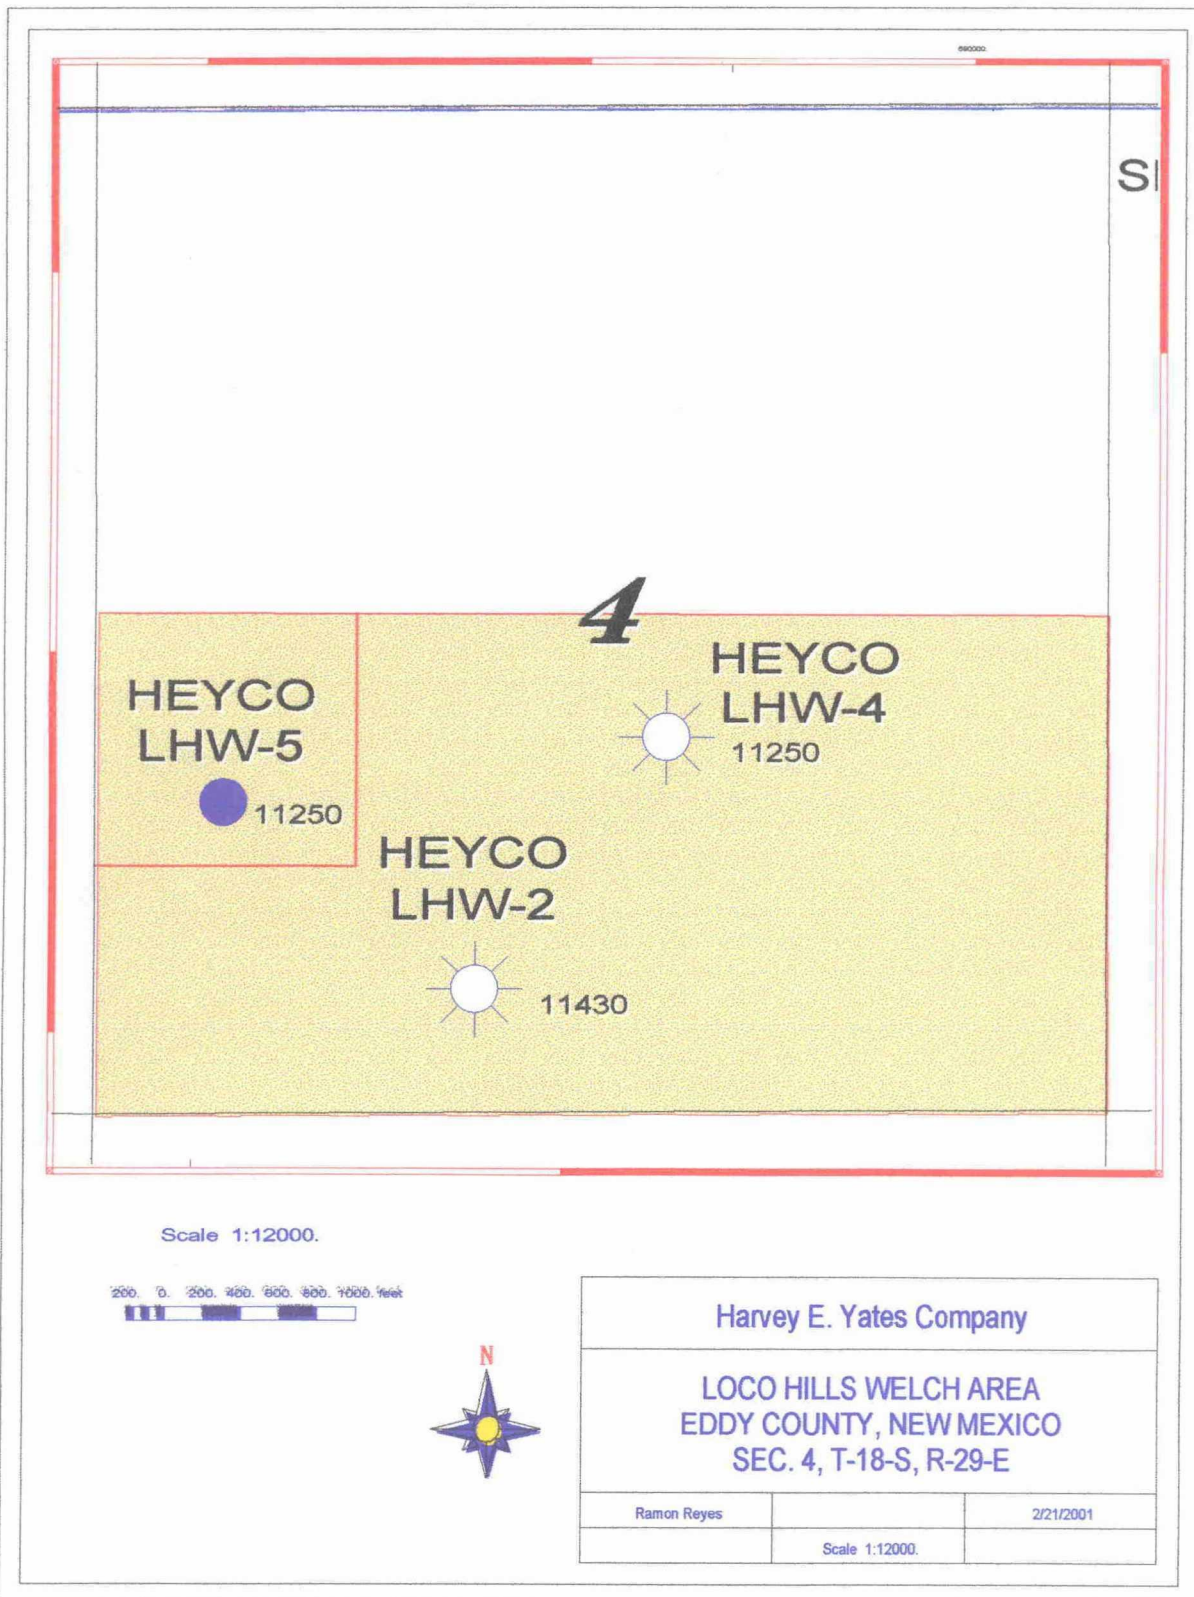 690000.
S
4
HEYCO
LHW-4
11250
HEYCO
LHW-5
11250
HEYCO
LHW-2
11430
Scale 1:12000.
200. 0. 200. 400. 600. 800. 1000. feet
N
Harvey E. Yates Company
LOCO HILLS WELCH AREA
EDDY COUNTY, NEW MEXICO
SEC. 4, T-18-S, R-29-E
Ramon Reyes
2/21/2001
Scale 1:12000.